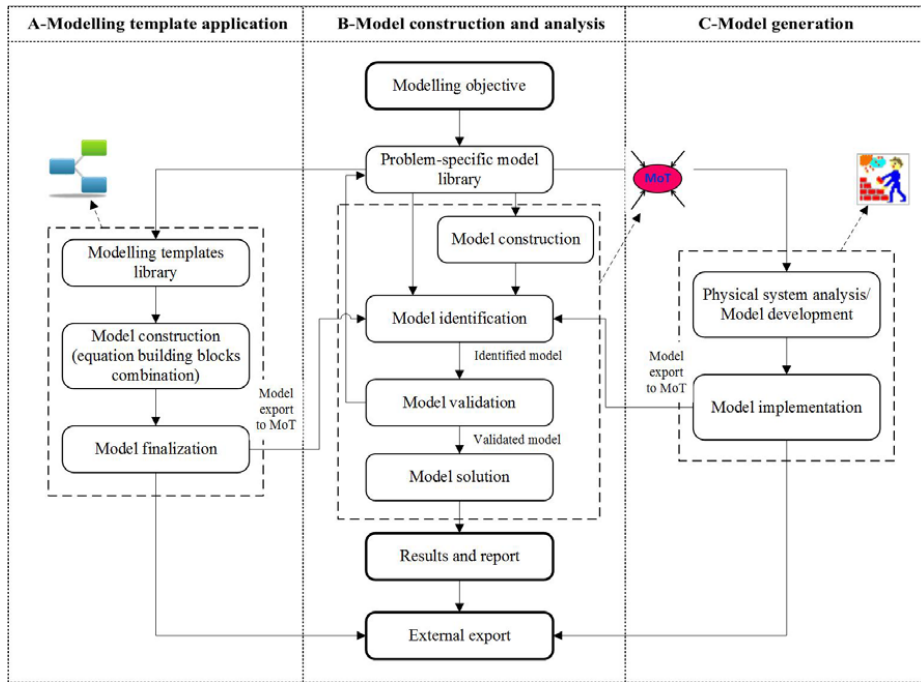 A-Modelling template application
B-Model construction and analysis
C-Model generation
Modelling objective
Problem-specific model
library
MoT
Model construction
Modelling templates
library
Physical system analysis/
Model development
Model identification
Model construction
(equation building blocks
combination)
Identified model
Model
export
to MoT
Model
export
to MoT
Model validation
Model implementation
Validated model
Model finalization
Model solution
Results and report
External export